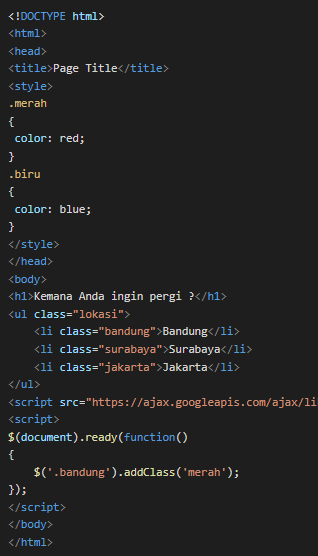 <!DOCTYPE html>
<html>
<head>
<title>Page Title</title>
<style>
.merah
{
 color: red;
}
.biru
{
 color: blue;
}
</style>
</head>
<body>
<h1>Kemana Anda ingin pergi ?</h1>
<ul class="lokasi">
    <li class="bandung">Bandung</li>
    <li class="surabaya">Surabaya</li>
    <li class="jakarta">Jakarta</li>
</ul>
<script src="https://ajax.googleapis.com/ajax/li
<script>
$(document).ready(function()
{
    $('.bandung').addClass('merah');
});
</script>
</body>
</html>